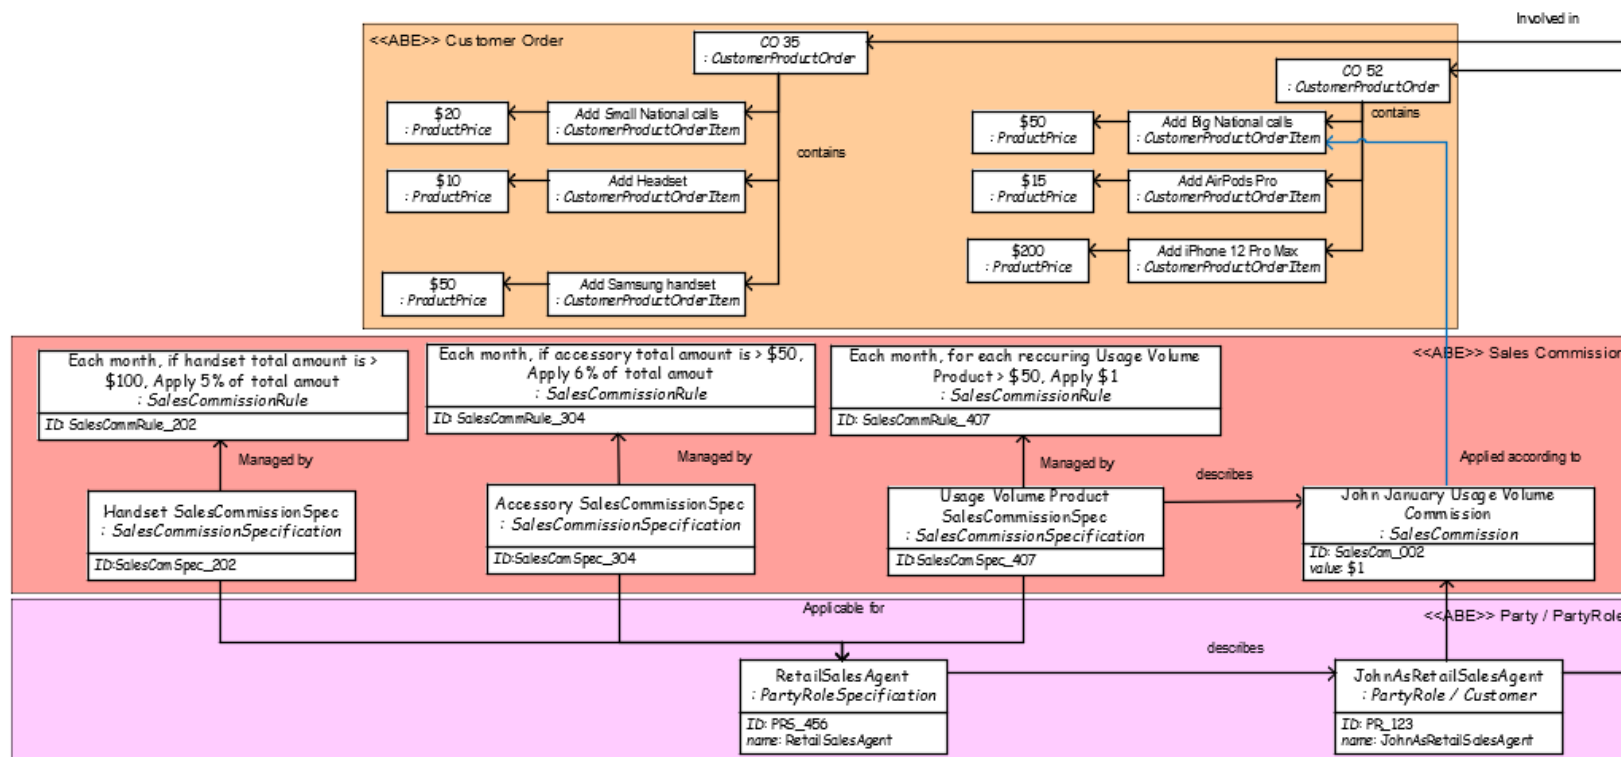 Involved in
<<ABE>> Customer Order
CO 35
: CustomerProductOrder
CO 52
: CustomerProductOrder
contains
$20
: ProductPrice
Add Small National calls
: CustomerProductOrderItem
$50
: ProductPrice
Add Big National calls
: CustomerProductOrderItem
contains
$10
: ProductPrice
Add Headset
: CustomerProductOrderItem
$15
: ProductPrice
Add AirPods Pro
: CustomerProductOrderItem
$200
: ProductPrice
Add iPhone 12 Pro Max
: CustomerProductOrderItem
$50
: ProductPrice
Add Samsung handset
: CustomerProductOrderItem
<<ABE>> Sales Commission
Each month, if handset total amount is >
$100, Apply 5% of total amout
: SalesCommissionRule
ID: SalesCommRule_202
Each month, if accessory total amount is > $50,
Apply 6% of total amout
: SalesCommissionRule
ID: SalesCommRule_304
Each month, for each reccuring Usage Volume
Product > $50, Apply $1
: SalesCommissionRule
ID: SalesCommRule_407
Managed by
Managed by
Managed by
describes
Applied according to
Handset SalesCommissionSpec
: SalesCommissionSpecification
ID:SalesComSpec_202
Accessory SalesCommissionSpec
: SalesCommissionSpecification
ID:SalesComSpec_304
Usage Volume Product
SalesCommissionSpec
: SalesCommissionSpecification
ID:SalesComSpec_407
John January Usage Volume
Commission
: SalesCommission
ID: SalesCom_002
value: $1
Applicable for
<<ABE>> Party / PartyRole
describes
RetailSalesAgent
: PartyRoleSpecification
ID: PRS_456
name: RetailSalesAgent
JohnAsRetailSalesAgent
: PartyRole / Customer
ID: PR_123
name: JohnAsRetailSalesAgent